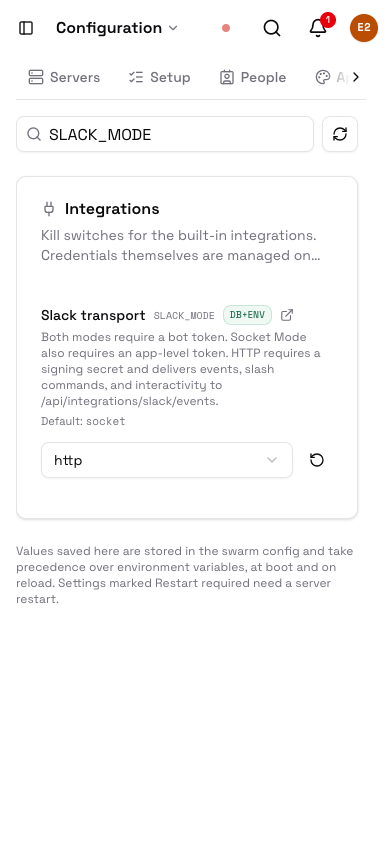 Configuration
1
E2
Servers
Setup
People
SLACK_MODE
Integrations
Kill switches for the built-in integrations.
Credentials themselves are managed on...
Slack transport SLACK_MODE DB+ENV
Both modes require a bot token. Socket Mode
also requires an app-level token. HTTP requires a
signing secret and delivers events, slash
commands, and interactivity to
/api/integrations/slack/events.
Default: socket
http
Values saved here are stored in the swarm config and take
precedence over environment variables, at boot and on
reload. Settings marked Restart required need a server
restart.